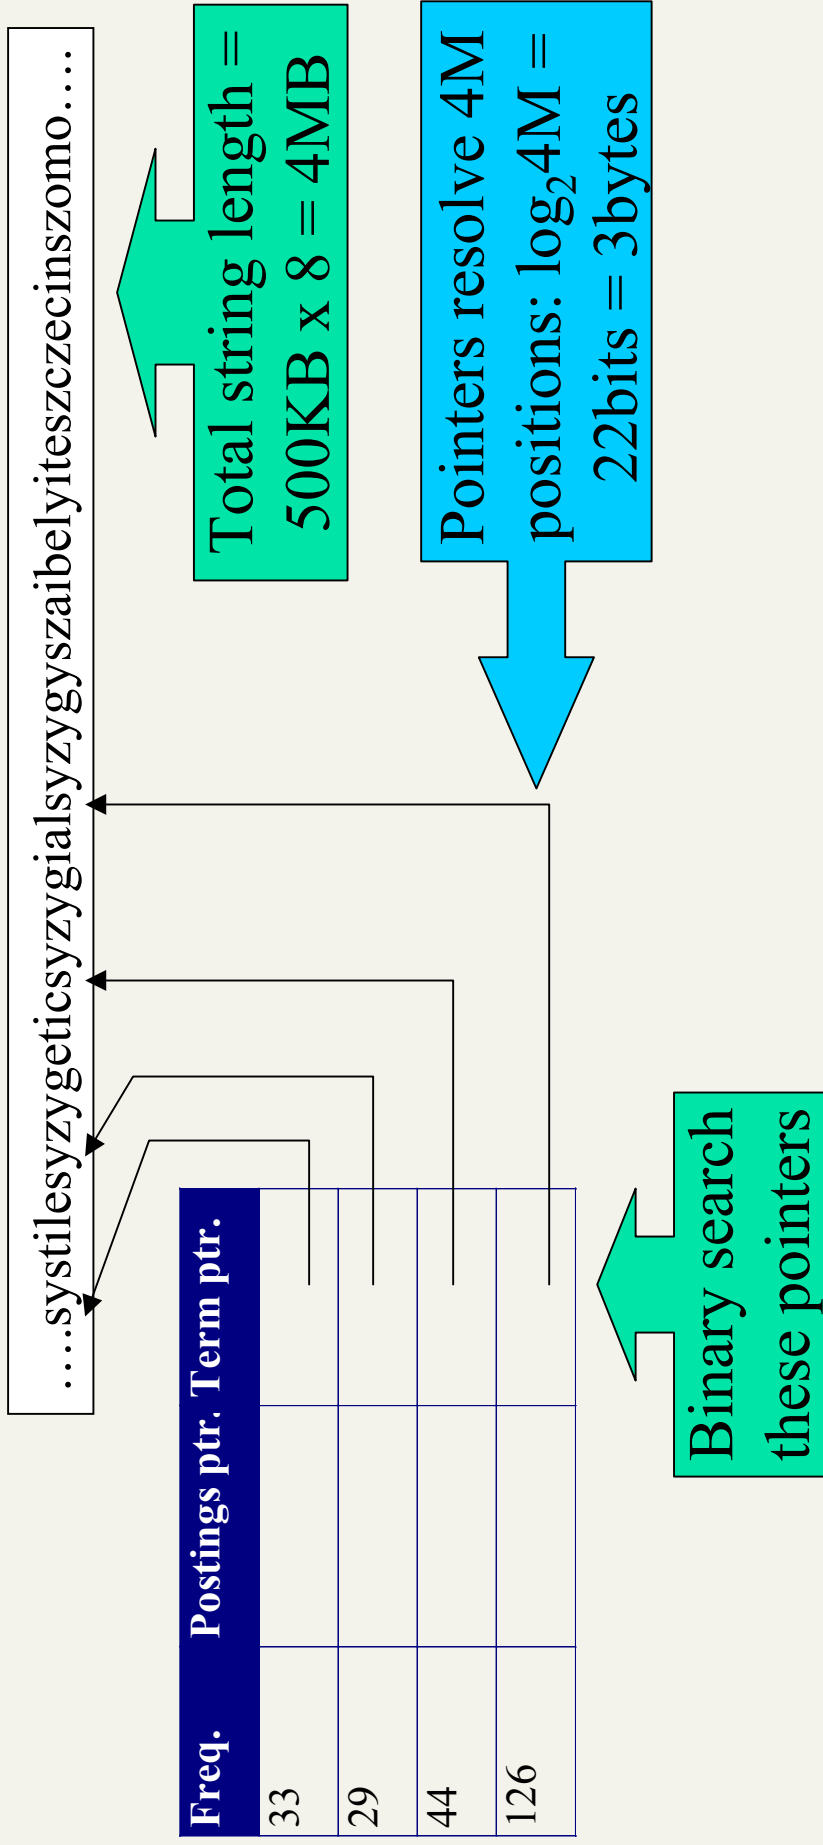 ….systilesyzygeticsyzygialsyzygyszaibelyiteszczecinszomo….
Freq. Postings ptr. Term ptr.
33
29
44
126
Total string length =
500KB x 8 = 4MB
Pointers resolve 4M
positions: log₂4M =
22bits = 3bytes
Binary search
these pointers